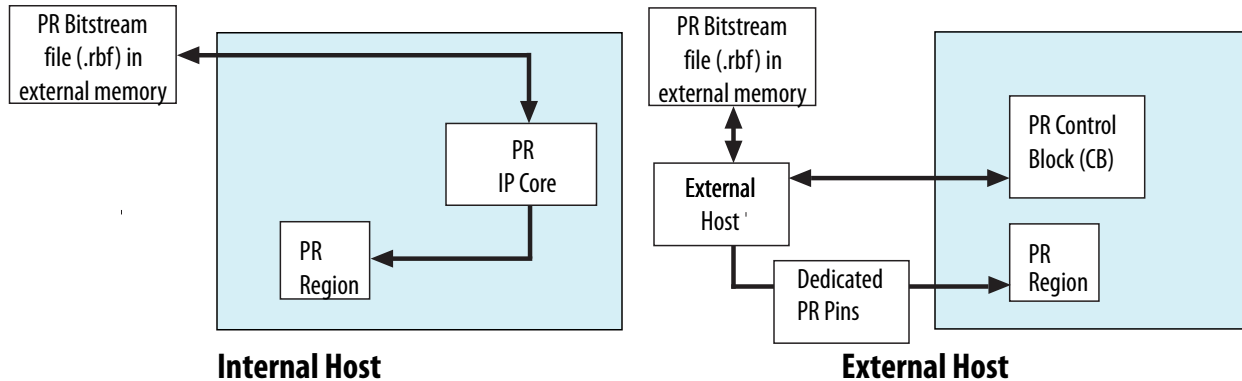 PR Bitstream
file (.rbf) in
external memory
PR
IP Core
PR
Region
Internal Host
PR Bitstream
file (.rbf) in
external memory
External
Host
PR Control
Block (CB)
Dedicated
PR Pins
PR
Region
External Host